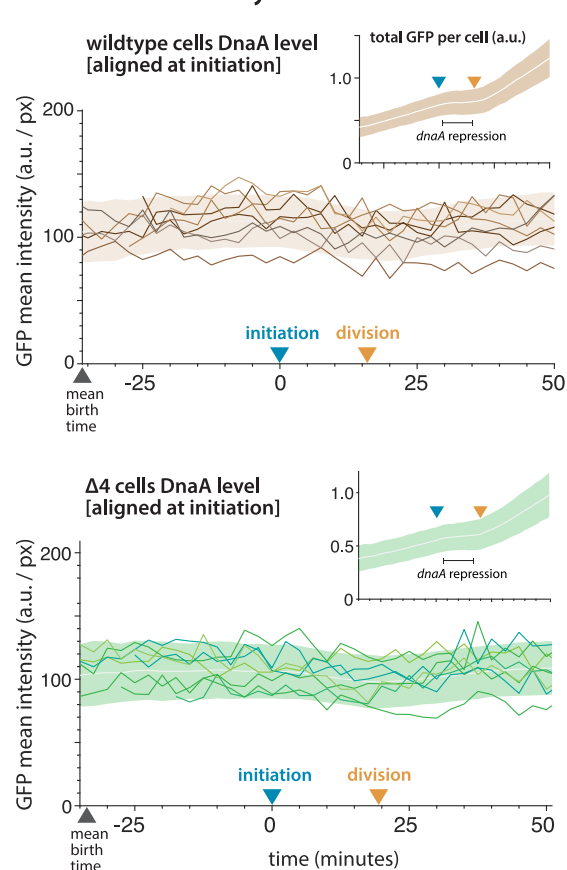 wildtype cells DnaA level
[aligned at initiation]
total GFP per cell (a.u.)
1.0
0
dnaA repression
GFP mean intensity (a.u. / px)
200
100
0
initiation
division
-25
0
25
50
mean
birth
time
Δ4 cells DnaA level
[aligned at initiation]
1.0
0.5
0
dnaA repression
GFP mean intensity (a.u. / px)
200
100
0
initiation
division
-25
0
25
50
mean
birth
time
time (minutes)